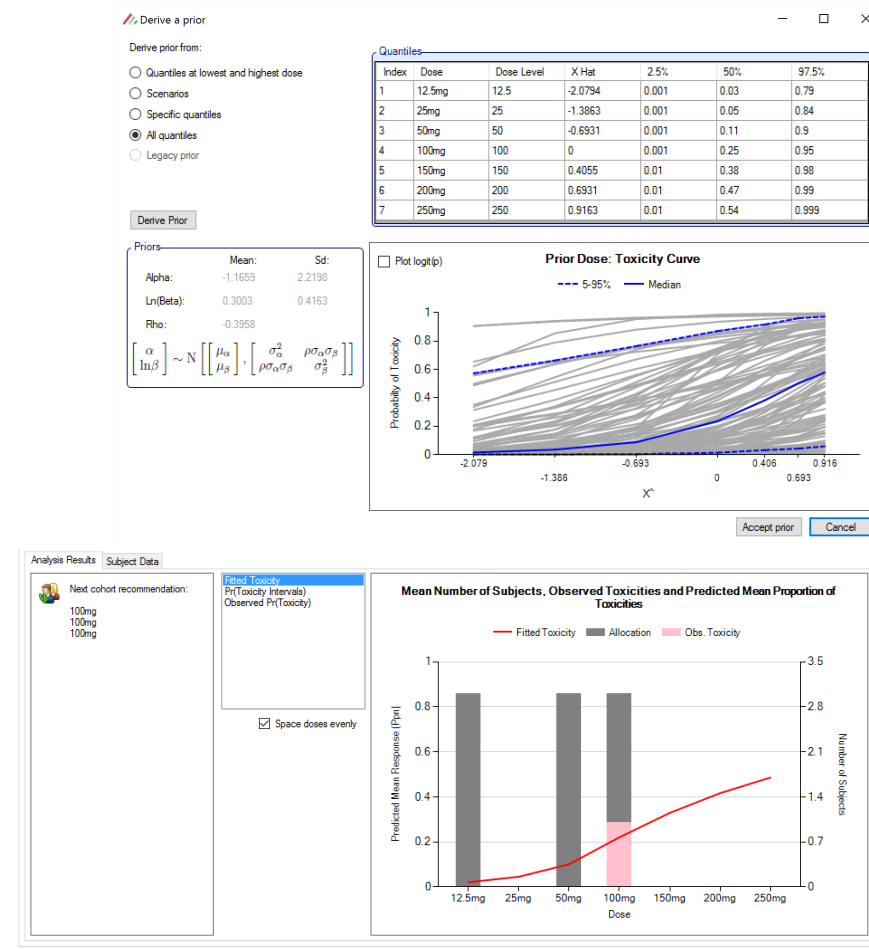 Derive a prior
Derive prior from:
Quantiles at lowest and highest dose
Scenarios
Specific quantiles
All quantiles
Legacy prior
Derive Prior
Quantiles
Index Dose Dose Level X Hat 2.5% 50% 97.5%
1 12.5mg 12.5 -2.0794 0.001 0.03 0.79
2 25mg 25 -1.3863 0.001 0.05 0.84
3 50mg 50 -0.6931 0.001 0.11 0.9
4 100mg 100 0 0.001 0.25 0.95
5 150mg 150 0.4055 0.01 0.38 0.98
6 200mg 200 0.6931 0.01 0.47 0.99
7 250mg 250 0.9163 0.01 0.54 0.999
Priors
Mean: Sd:
Alpha: -1.1659 2.2198
Ln(Beta): 0.3003 0.4163
Rho: -0.3958
[α lnβ] ~ N [[μα μβ], [σ²α ρσασβ ρσασβ σ²β]]
Plot logit(p)
Prior Dose: Toxicity Curve
5-95% Median
Probabilty of Toxicity
1
0.8
0.6
0.4
0.2
0
-2.079 -0.693 0.406 0.916
-1.386 0 0.693
X^
Accept prior Cancel
Analysis Results Subject Data
Next cohort recommendation:
100mg
100mg
100mg
Fitted Toxicity
Pr(Toxicity Intervals)
Observed Pr(Toxicity)
Space doses evenly
Mean Number of Subjects, Observed Toxicities and Predicted Mean Proportion of
Toxicities
Fitted Toxicity Allocation Obs. Toxicity
Predicted Mean Response [Ppn]
1 3.5
0.8 2.8
0.6 2.1
0.4 1.4
0.2 0.7
0 0
Number of Subjects
12.5mg 25mg 50mg 100mg 150mg 200mg 250mg
Dose